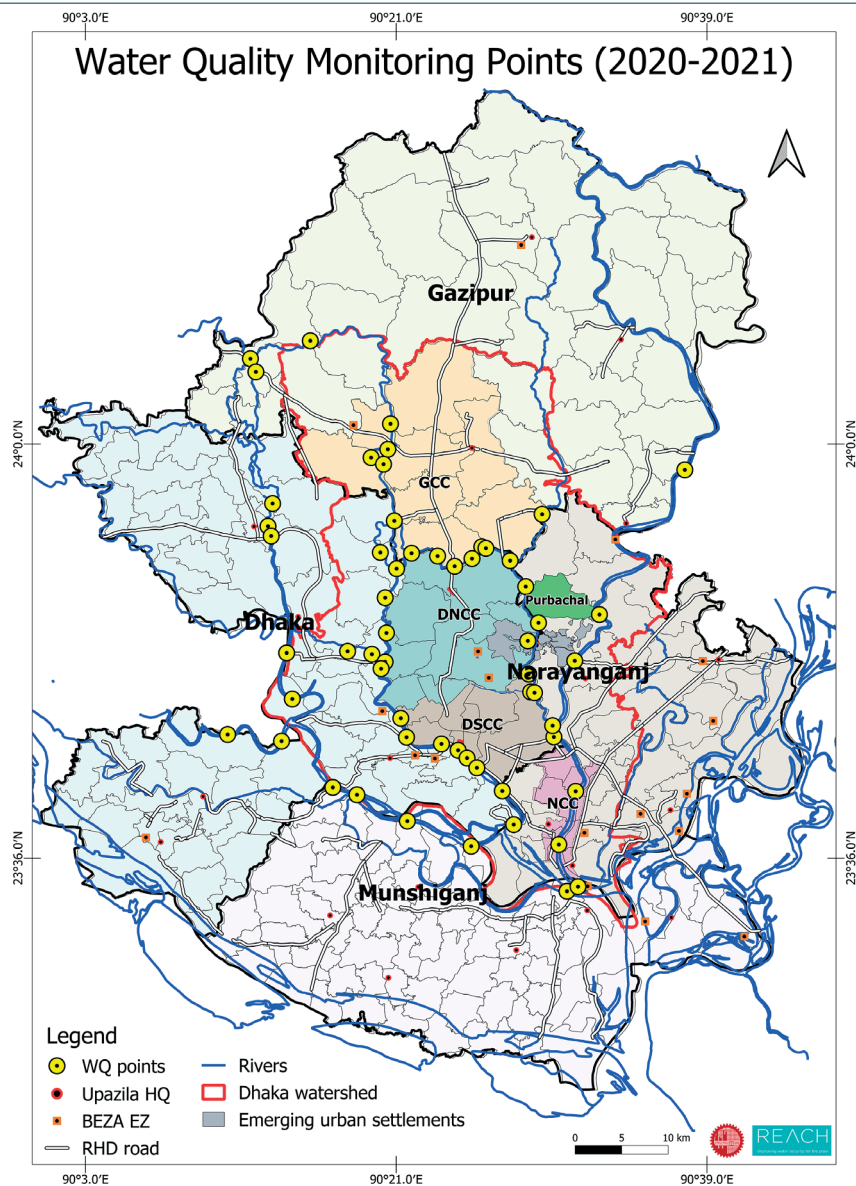 90°3.0'E 90°21.0'E 90°39.0'E
Water Quality Monitoring Points (2020-2021)
Gazipur
24°0.0'N 24°0.0'N
GCC
Purbachal
DNCC
Dhaka
Narayanganj
DSCC
NCC
23°36.0'N 23°36.0'N
Munshiganj
Legend
WQ points
Upazila HQ
BEZA EZ
RHD road
Rivers
Dhaka watershed
Emerging urban settlements
0 5 10 km
REACH
90°3.0'E 90°21.0'E 90°39.0'E